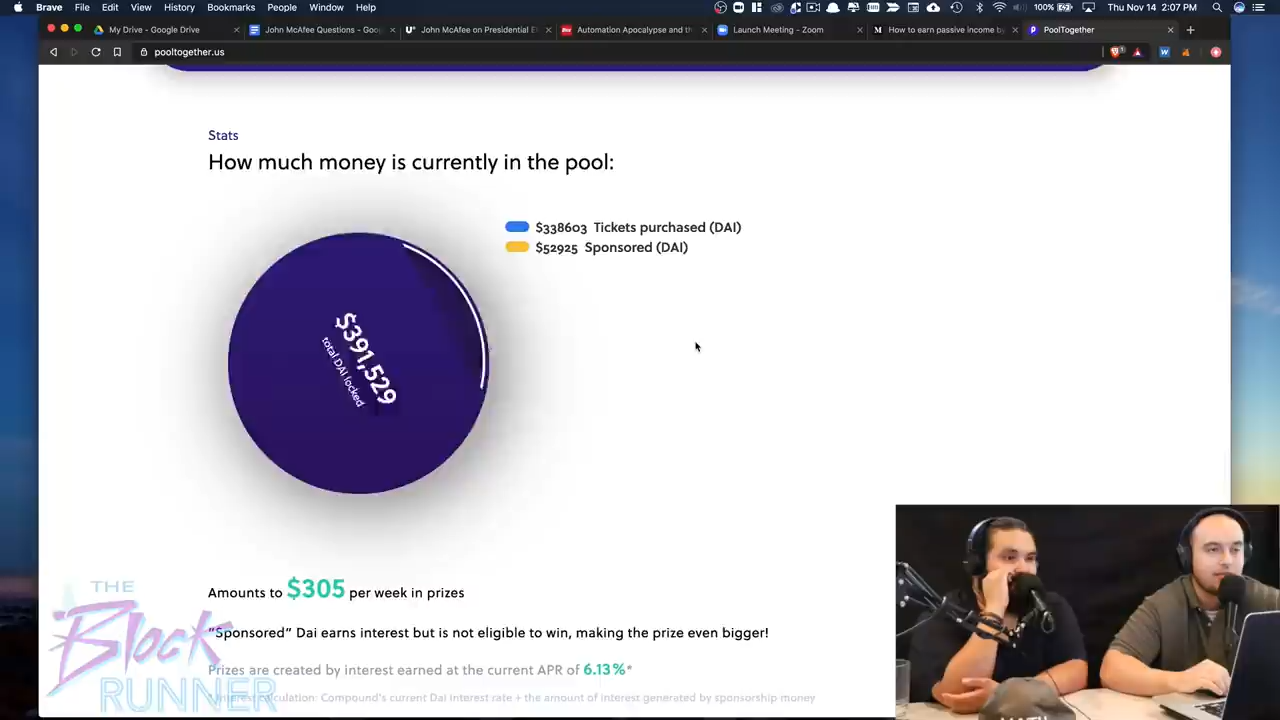 Brave File Edit View History Bookmarks People Window Help 100% Thu Nov 14 2:07 PM
My Drive - Google Drive John McAfee Questions - Goo John McAfee on Presidential E Automation Apocalypse and th Launch Meeting - Zoom How to earn passive income b PoolTogether
pooltogether.us
Stats
How much money is currently in the pool:
$338603 Tickets purchased (DAI)
$52925 Sponsored (DAI)
$391,529
total DAI locked
Amounts to $305 per week in prizes
"Sponsored" Dai earns interest but is not eligible to win, making the prize even bigger!
Prizes are created by interest earned at the current APR of 6.13%*
Interest calculation: Compound's current Dai interest rate + the amount of interest generated by sponsorship money
THE
Block
RUNNER